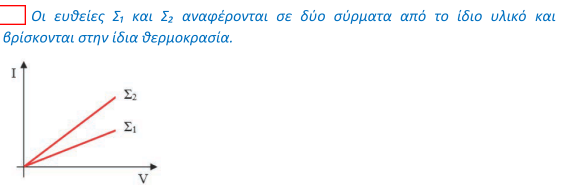 Οι ευθείες Σ₁ και Σ₂ αναφέρονται σε δύο σύρματα από το ίδιο υλικό και
βρίσκονται στην ίδια θερμοκρασία.
I
Σ₂
Σ₁
V